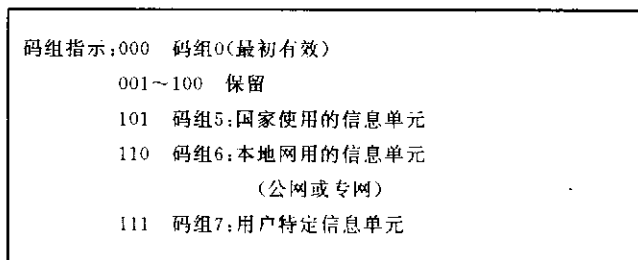 码组指示:000 码组0(最初有效)
001~100 保留
101 码组5:国家使用的信息单元
110 码组6:本地网用的信息单元
(公网或专网)
111 码组7:用户特定信息单元